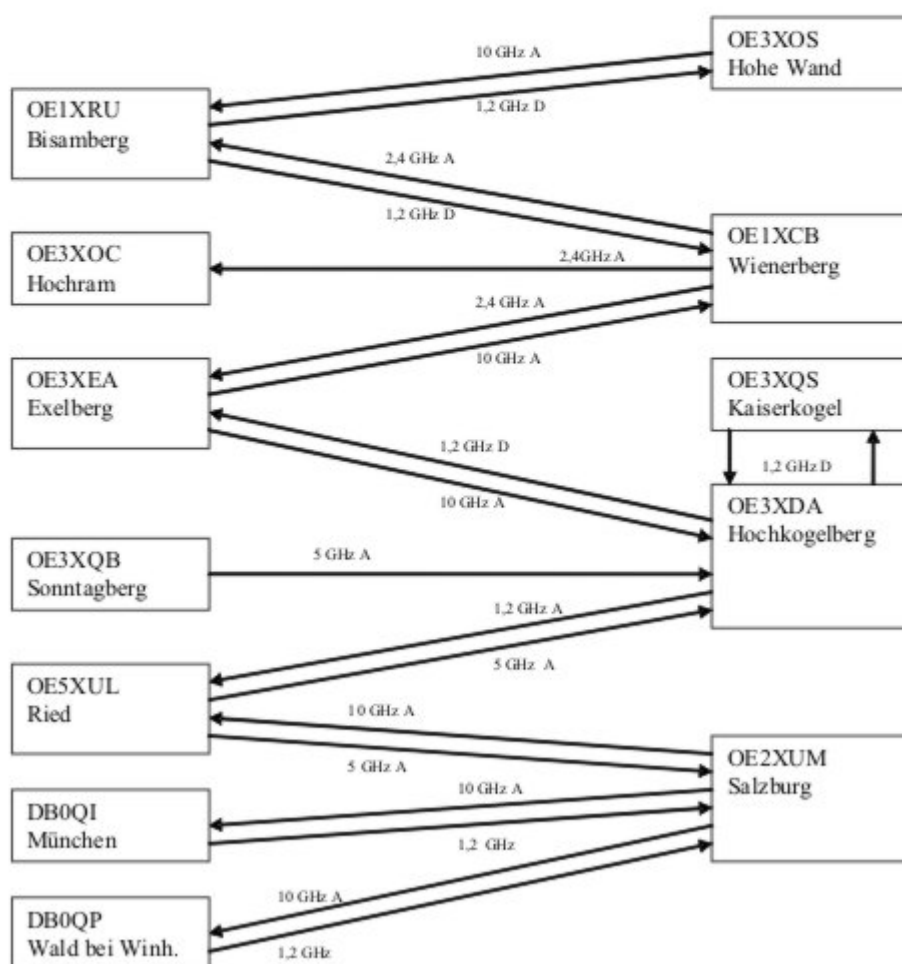 OE3XOS
Hohe Wand
10 GHz A
OE1XRU
Bisamberg
1,2 GHz D
2,4 GHz A
1,2 GHz D
OE1XCB
Wienerberg
OE3XOC
Hochram
2,4GHz A
2,4 GHz A
10 GHz A
OE3XEA
Exelberg
OE3XQS
Kaiserkogel
1,2 GHz D
1,2 GHz D
10 GHz A
OE3XDA
Hochkogelberg
OE3XQB
Sonntagberg
5 GHz A
1,2 GHz A
5 GHz A
OE5XUL
Ried
10 GHz A
5 GHz A
OE2XUM
Salzburg
10 GHz A
DB0QI
München
1,2 GHz
10 GHz A
DB0QP
Wald bei Winh.
1,2 GHz